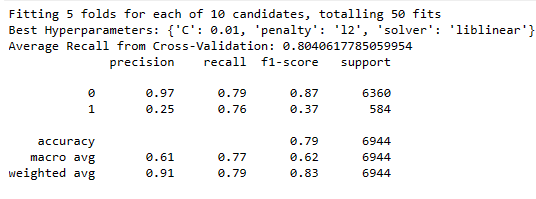 Fitting 5 folds for each of 10 candidates, totalling 50 fits
Best Hyperparameters: {'C': 0.01, 'penalty': 'l2', 'solver': 'liblinear'}
Average Recall from Cross-Validation: 0.8040617785059954
precision recall f1-score support
0 0.97 0.79 0.87 6360
1 0.25 0.76 0.37 584
accuracy 0.79 6944
macro avg 0.61 0.77 0.62 6944
weighted avg 0.91 0.79 0.83 6944